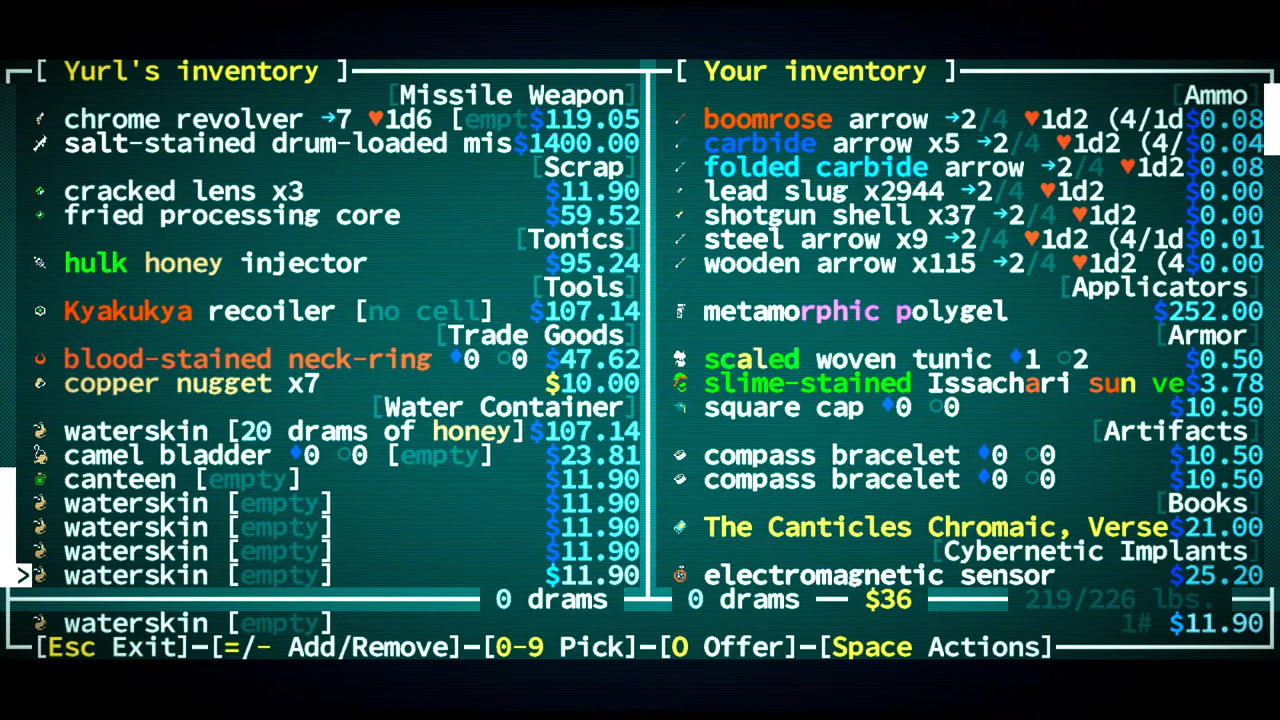 [ Yurl's inventory ]
[Missile Weapon]
chrome revolver →7 ♥1d6 [empt$119.05
salt-stained drum-loaded mis$1400.00
[Scrap]
cracked lens x3 $11.90
fried processing core $59.52
[Tonics]
hulk honey injector $95.24
[Tools]
Kyakukya recoiler [no cell] $107.14
[Trade Goods]
blood-stained neck-ring ♦0 ○0 $47.62
copper nugget x7 $10.00
[Water Container]
waterskin [20 drams of honey]$107.14
camel bladder ♦0 ○0 [empty] $23.81
canteen [empty] $11.90
waterskin [empty] $11.90
waterskin [empty] $11.90
waterskin [empty] $11.90
>waterskin [empty] $11.90
0 drams
[ Your inventory ]
[Ammo]
boomrose arrow →2/4 ♥1d2 (4/1d$0.08
carbide arrow x5 →2/4 ♥1d2 (4/$0.04
folded carbide arrow →2/4 ♥1d2$0.08
lead slug x2944 →2/4 ♥1d2 $0.00
shotgun shell x37 →2/4 ♥1d2 $0.00
steel arrow x9 →2/4 ♥1d2 (4/1d$0.01
wooden arrow x115 →2/4 ♥1d2 (4$0.00
[Applicators]
metamorphic polygel $252.00
[Armor]
scaled woven tunic ♦1 ○2 $0.50
slime-stained Issachari sun ve$3.78
square cap ♦0 ○0 $10.50
[Artifacts]
compass bracelet ♦0 ○0 $10.50
compass bracelet ♦0 ○0 $10.50
[Books]
The Canticles Chromaic, Verse$21.00
[Cybernetic Implants]
electromagnetic sensor $25.20
0 drams — $36 219/226 lbs.
waterskin [empty] 1# $11.90
[Esc Exit]—[=/- Add/Remove]—[0-9 Pick]—[O Offer]—[Space Actions]